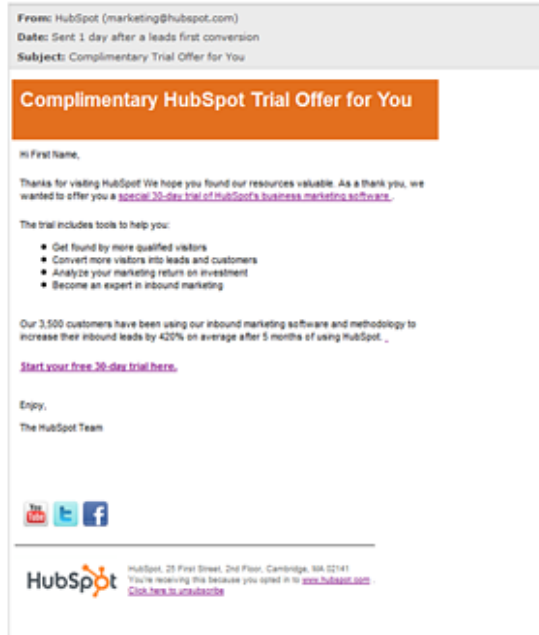 From: HubSpot (marketing@hubspot.com)
Date: Sent 1 day after a leads first conversion
Subject: Complimentary Trial Offer for You
Complimentary HubSpot Trial Offer for You
Hi First Name,
Thanks for visiting HubSpot! We hope you found our resources valuable. As a thank you, we
wanted to offer you a special 30-day trial of HubSpot's business marketing software.
The trial includes tools to help you:
● Get found by more qualified visitors
● Convert more visitors into leads and customers
● Analyze your marketing return on investment
● Become an expert in inbound marketing
Our 3,500 customers have been using our inbound marketing software and methodology to
increase their inbound leads by 420% on average after 5 months of using HubSpot.
Start your free 30-day trial here.
Enjoy,
The HubSpot Team
You Tube t f
HubSpot
HubSpot, 25 First Street, 2nd Floor, Cambridge, MA 02141
You're receiving this because you opted in to www.hubspot.com.
Click here to unsubscribe